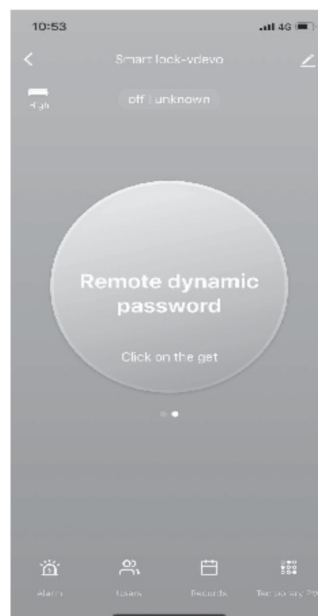 10:53
4G
Smart lock-vdevo
High
off | unknown
Remote dynamic
password
Click on the get
Alarm
Users
Records
Temporary